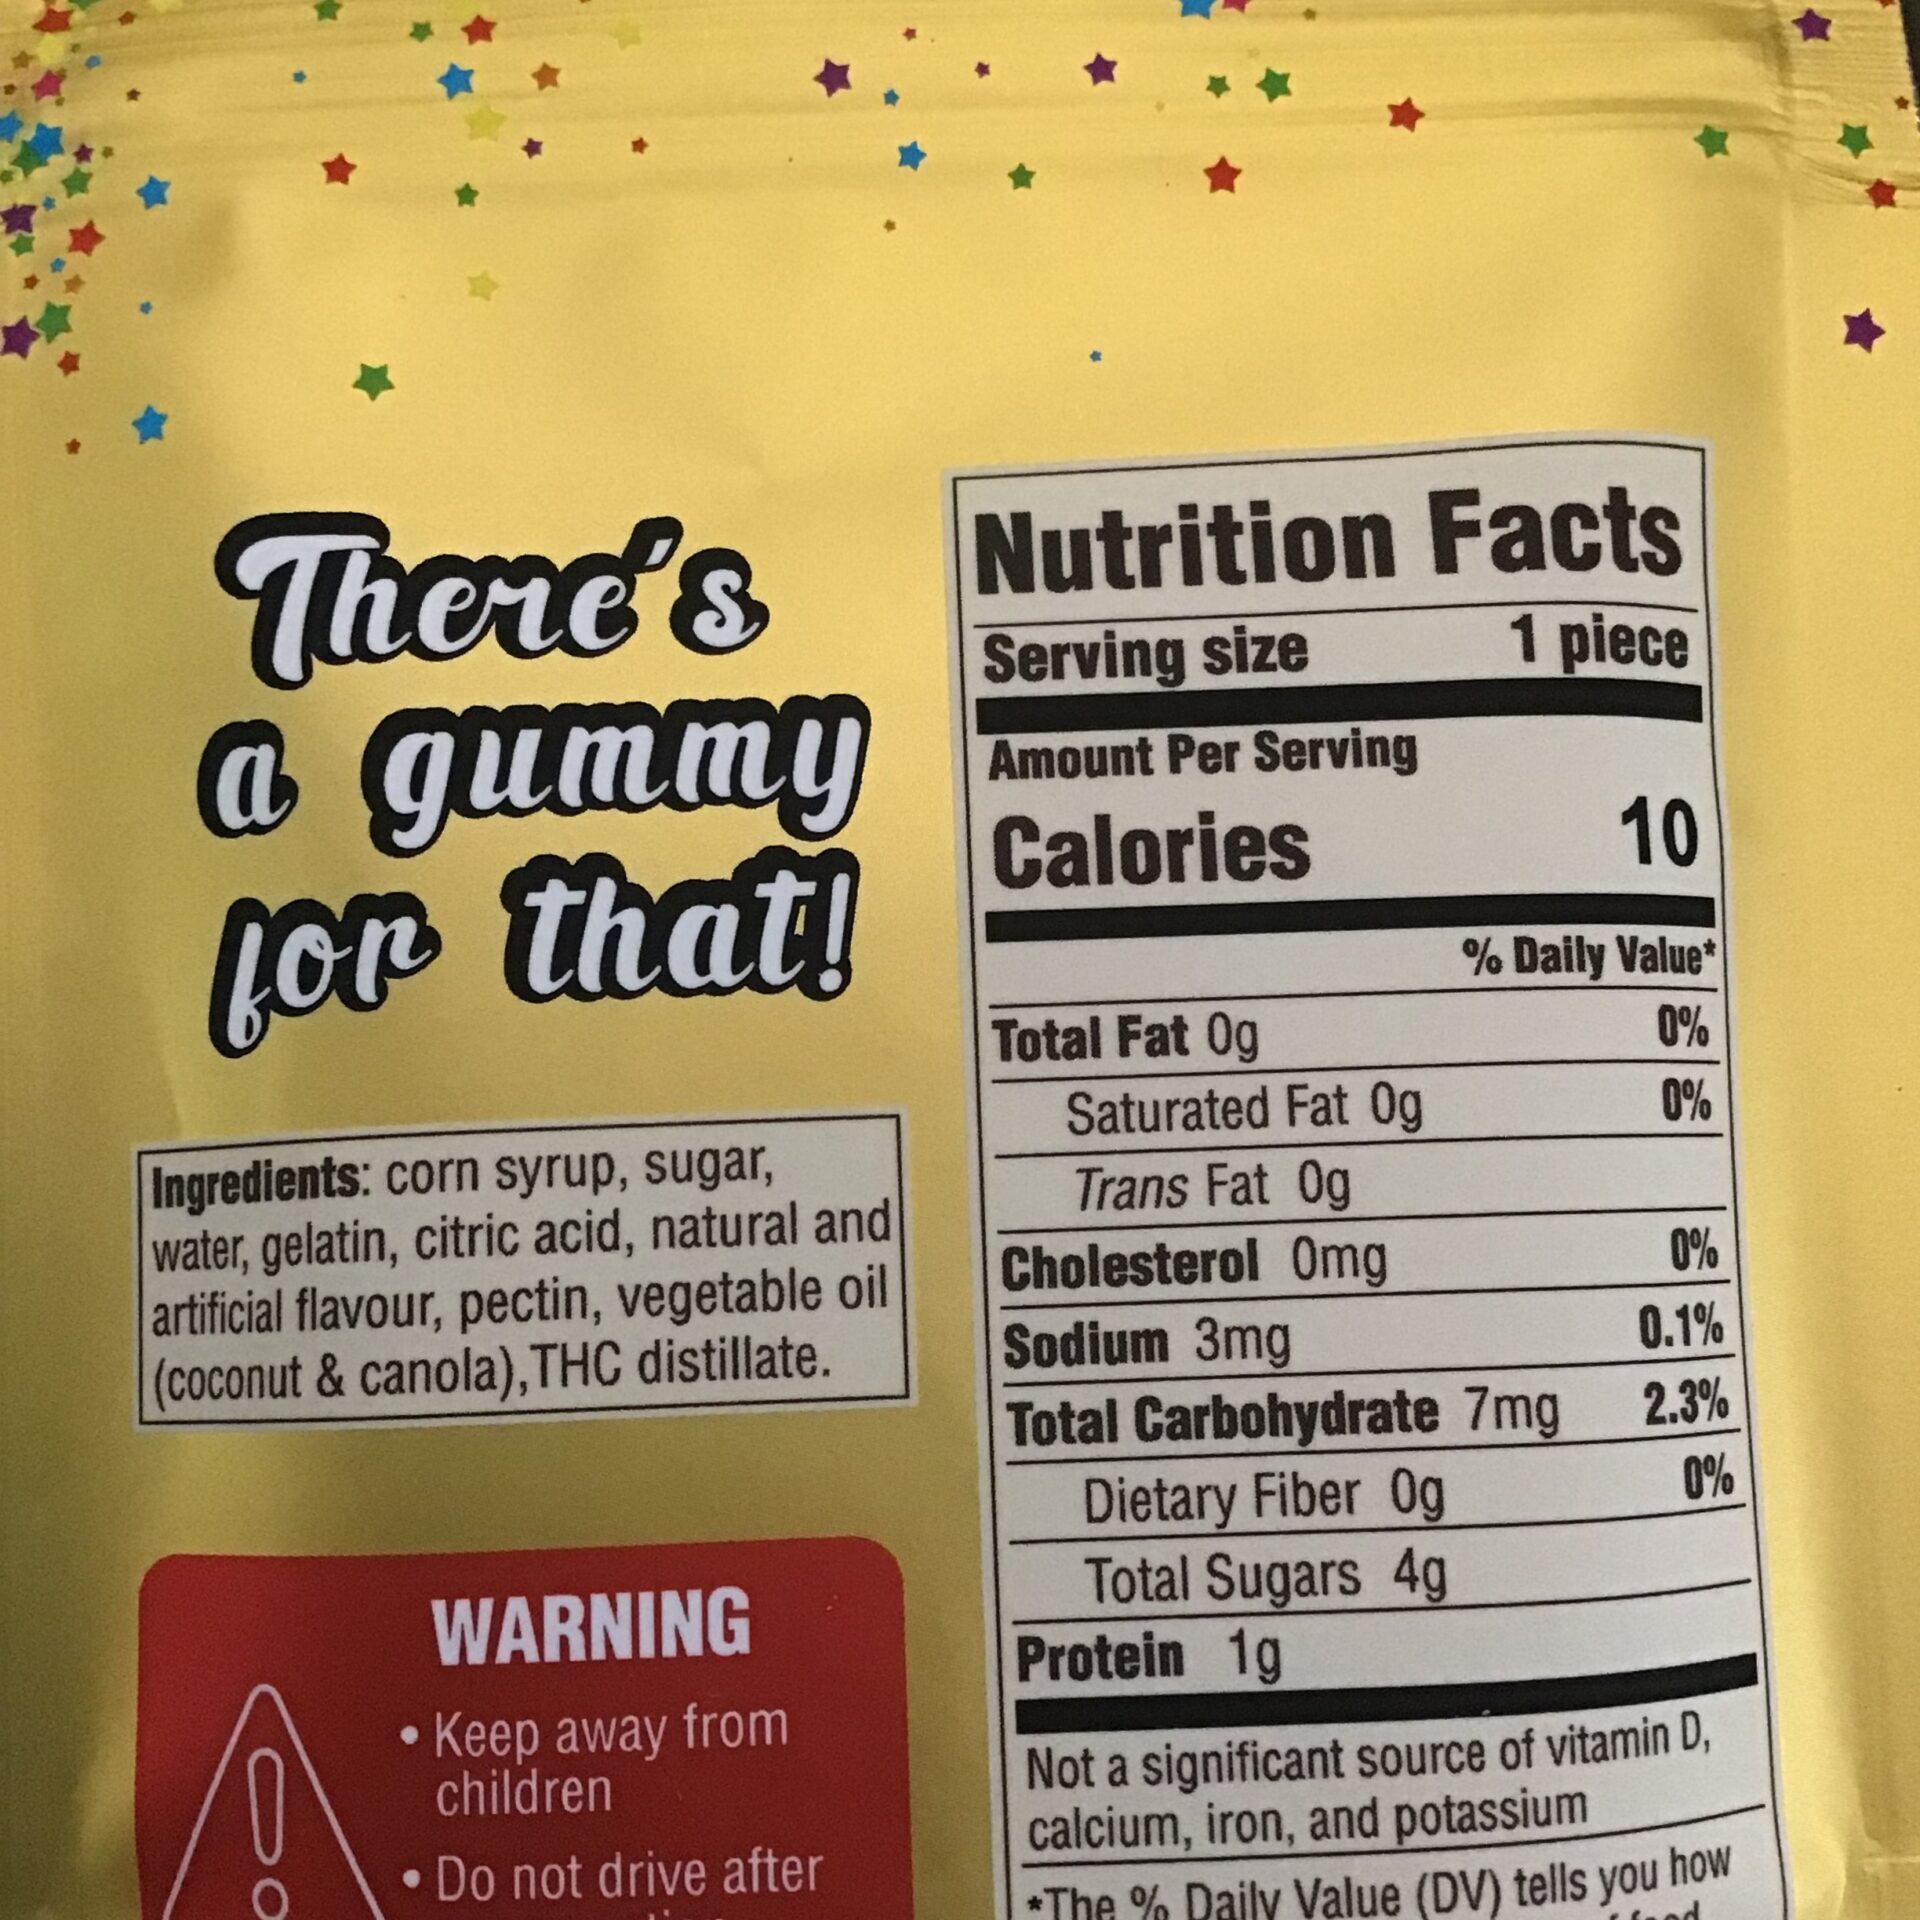 There's
a gummy
for that!
Ingredients: corn syrup, sugar,
water, gelatin, citric acid, natural and
artificial flavour, pectin, vegetable oil
(coconut & canola),THC distillate.
WARNING
• Keep away from
children
• Do not drive after
Nutrition Facts
Serving size 1 piece
Amount Per Serving
Calories 10
% Daily Value*
Total Fat 0g 0%
Saturated Fat 0g 0%
Trans Fat 0g
Cholesterol 0mg 0%
Sodium 3mg 0.1%
Total Carbohydrate 7mg 2.3%
Dietary Fiber 0g 0%
Total Sugars 4g
Protein 1g
Not a significant source of vitamin D,
calcium, iron, and potassium
*The % Daily Value (DV) tells you how